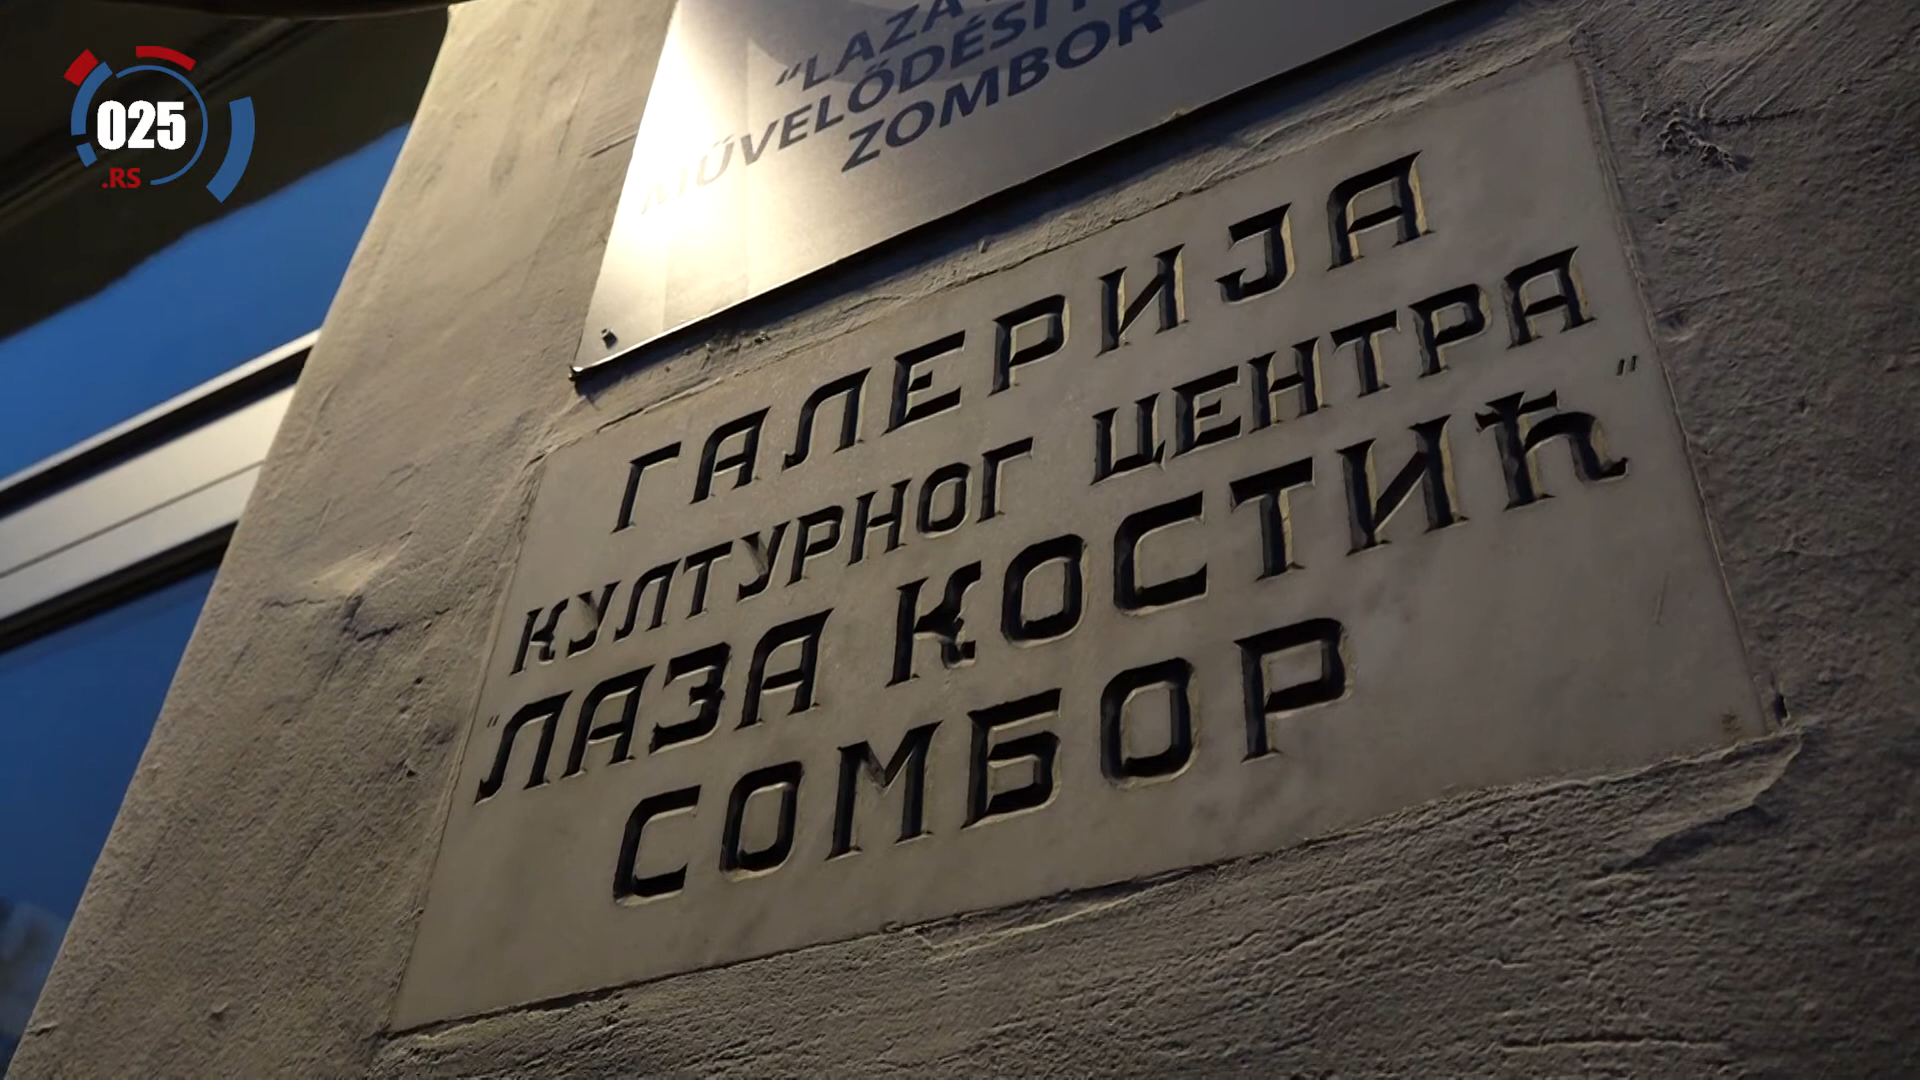 025
.RS
"LAZA
MŰVELŐDÉSI
ZOMBOR
ГАЛЕРИЈА
КУЛТУРНОГ ЦЕНТРА
"ЛАЗА КОСТИЋ"
СОМБОР